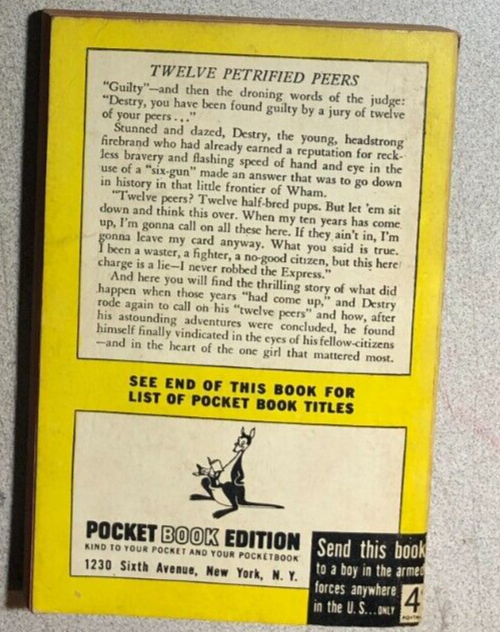 TWELVE PETRIFIED PEERS
“Guilty”—and then the droning words of the judge:
“Destry, you have been found guilty by a jury of twelve
of your peers . . .”
Stunned and dazed, Destry, the young, headstrong
firebrand who had already earned a reputation for reck-
less bravery and flashing speed of hand and eye in the
use of a “six-gun” made an answer that was to go down
in history in that little frontier of Wham.
“Twelve peers? Twelve half-bred pups. But let 'em sit
down and think this over. When my ten years has come
up, I'm gonna call on all these here. If they ain't in, I'm
gonna leave my card anyway. What you said is true.
I been a waster, a fighter, a no-good citizen, but this here
charge is a lie—I never robbed the Express.”
And here you will find the thrilling story of what did
happen when those years “had come up,” and Destry
rode again to call on his “twelve peers” and how, after
his astounding adventures were concluded, he found
himself finally vindicated in the eyes of his fellow-citizens
—and in the heart of the one girl that mattered most.
SEE END OF THIS BOOK FOR
LIST OF POCKET BOOK TITLES
POCKET BOOK EDITION
KIND TO YOUR POCKET AND YOUR POCKETBOOK
1230 Sixth Avenue, New York, N. Y.
Send this book
to a boy in the armed
forces anywhere
in the U. S... ONLY 4